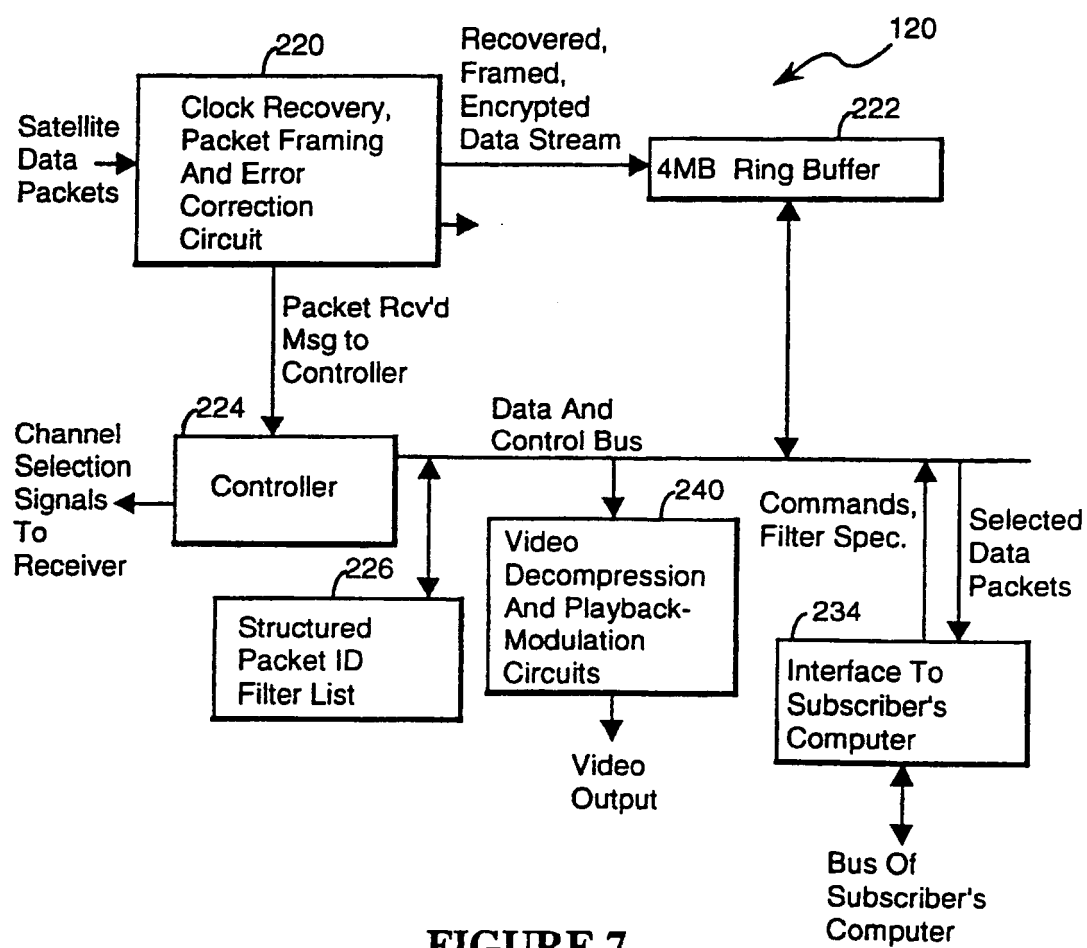 120
220
Recovered,
Framed,
Encrypted
Data Stream
Satellite
Data
Packets
Clock Recovery,
Packet Framing
And Error
Correction
Circuit
222
4MB Ring Buffer
Packet Rcv'd
Msg to
Controller
224
Controller
Channel
Selection
Signals
To
Receiver
Data And
Control Bus
226
Structured
Packet ID
Filter List
240
Video
Decompression
And Playback-
Modulation
Circuits
Video
Output
Commands,
Filter Spec.
Selected
Data
Packets
234
Interface To
Subscriber's
Computer
Bus Of
Subscriber's
Computer
FIGURE 7